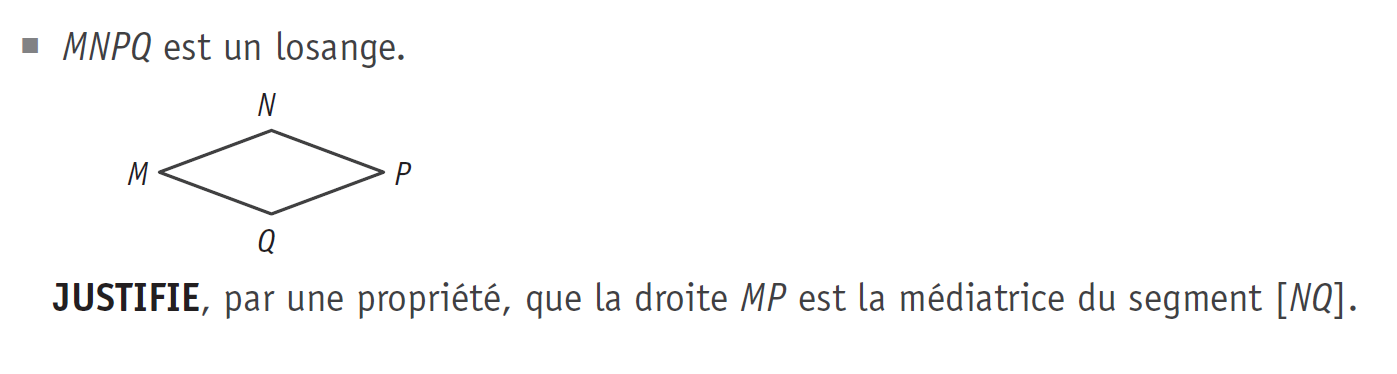 ■ MNPQ est un losange.
N
M
P
Q
JUSTIFIE, par une propriété, que la droite MP est la médiatrice du segment [NQ].